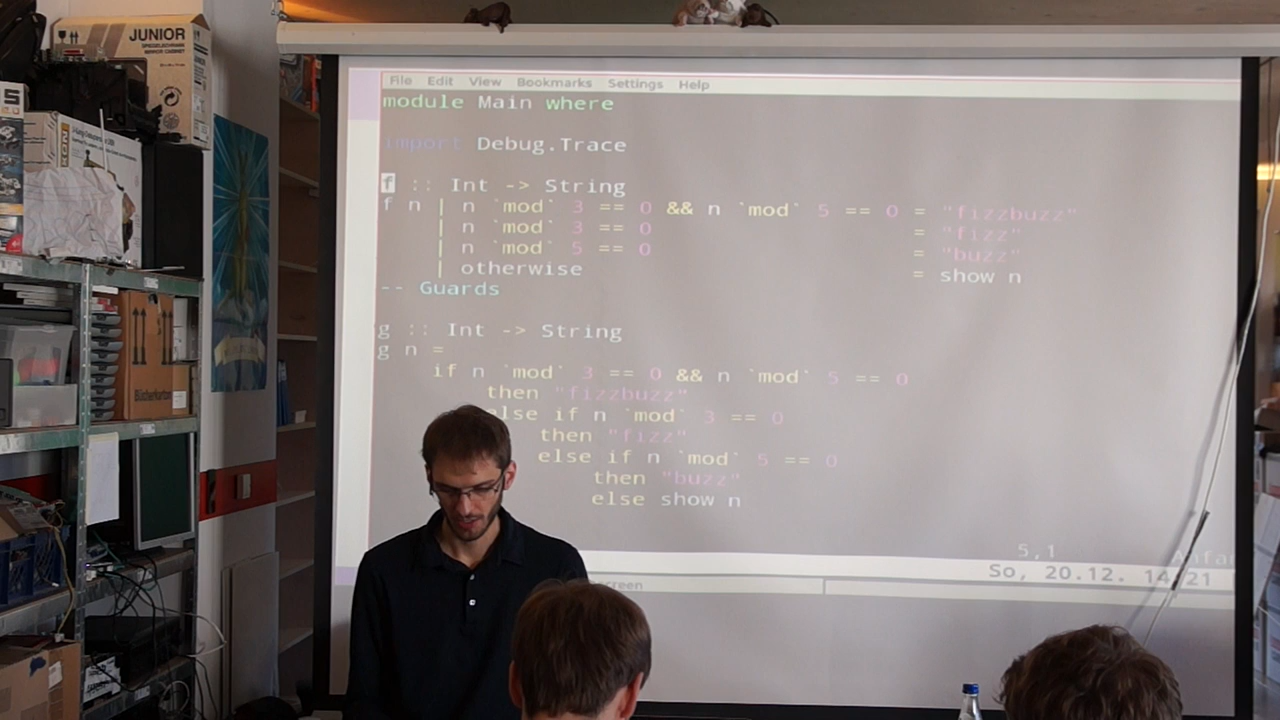 JUNIOR
File Edit View Bookmarks Settings Help
module Main where
import Debug.Trace
f :: Int -> String
f n | n `mod` 3 == 0 && n `mod` 5 == 0 = "fizzbuzz"
| n `mod` 3 == 0 = "fizz"
| n `mod` 5 == 0 = "buzz"
| otherwise = show n
-- Guards
g :: Int -> String
g n =
if n `mod` 3 == 0 && n `mod` 5 == 0
then "fizzbuzz"
else if n `mod` 3 == 0
then "fizz"
else if n `mod` 5 == 0
then "buzz"
else show n
5,1
So, 20.12. 14:21
Bücherkarton